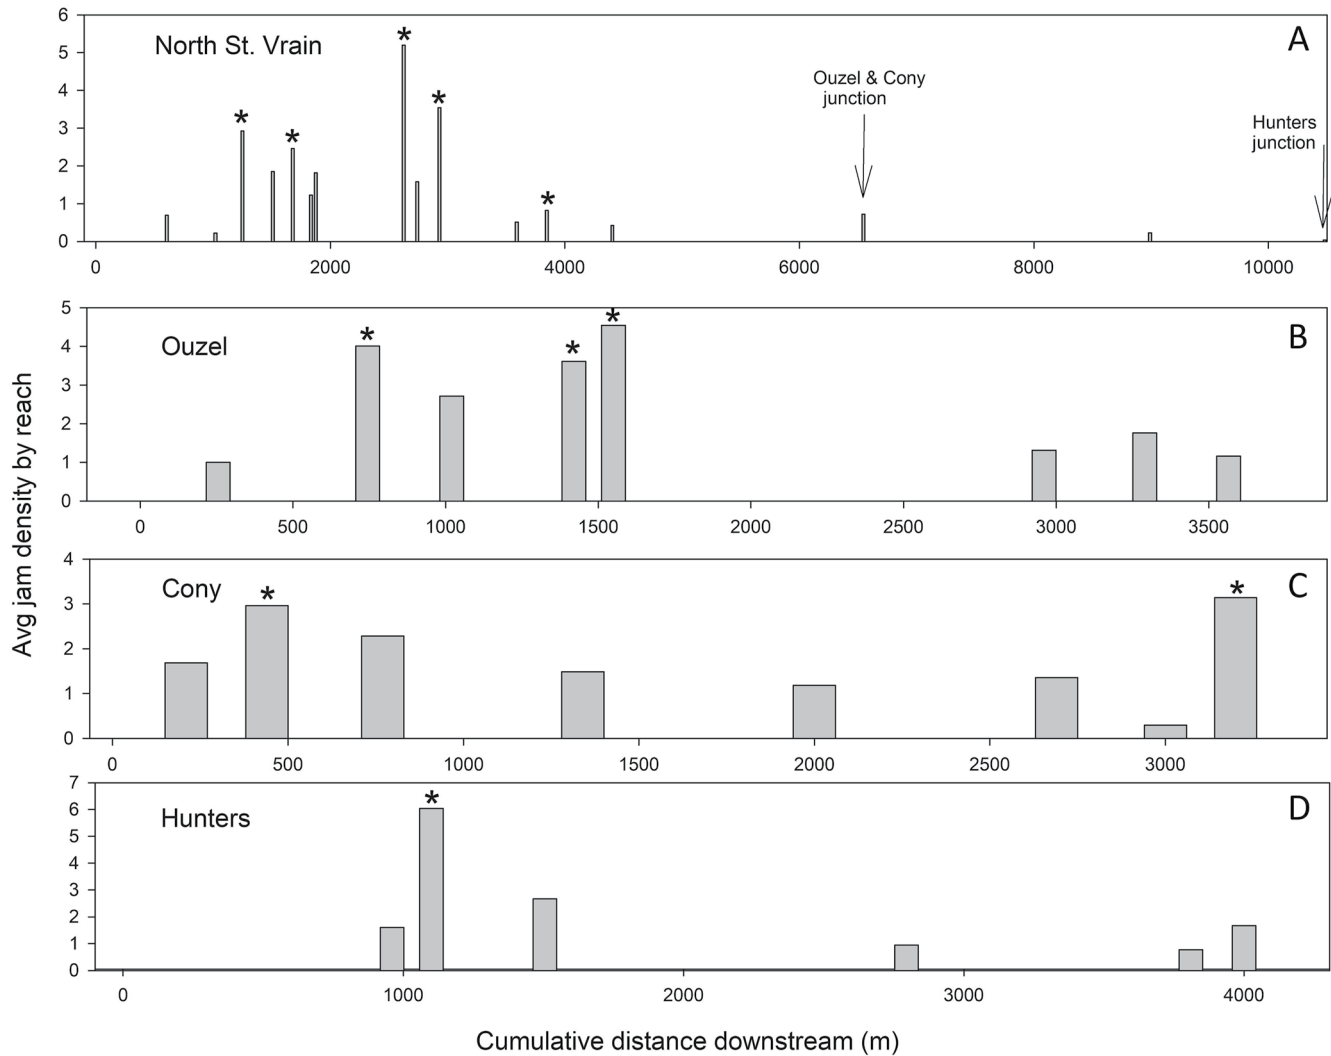 6
5
4
3
2
1
0
North St. Vrain
*
*
*
*
*
Ouzel & Cony
junction
Hunters
junction
A
0 2000 4000 6000 8000 10000
5
4
3
2
1
0
Ouzel
*
*
*
B
0 500 1000 1500 2000 2500 3000 3500
Avg jam density by reach
4
3
2
1
0
Cony
*
*
C
0 500 1000 1500 2000 2500 3000
7
6
5
4
3
2
1
0
Hunters
*
D
0 1000 2000 3000 4000
Cumulative distance downstream (m)